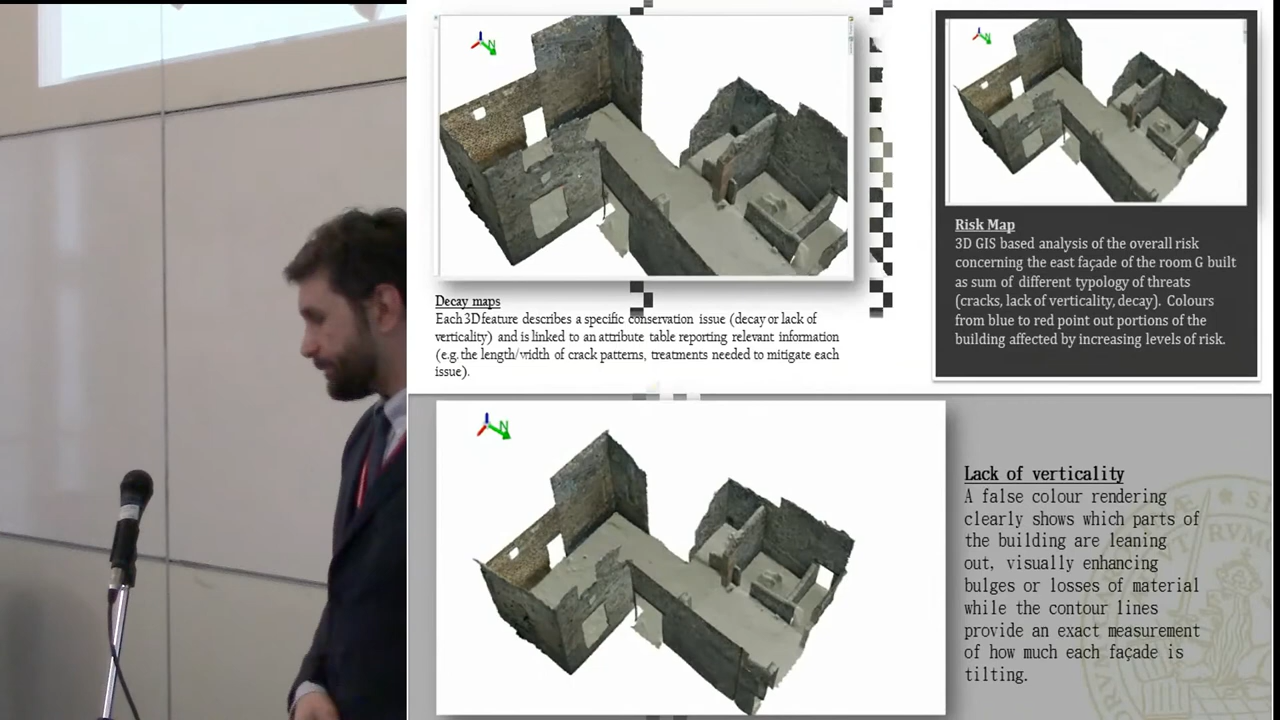 Decay maps
Each 3D feature describes a specific conservation issue (decay or lack of
verticality) and is linked to an attribute table reporting relevant information
(e.g. the length/width of crack patterns, treatments needed to mitigate each
issue).
Risk Map
3D GIS based analysis of the overall risk
concerning the east façade of the room G built
as sum of different typology of threats
(cracks, lack of verticality, decay). Colours
from blue to red point out portions of the
building affected by increasing levels of risk.
Lack of verticality
A false colour rendering
clearly shows which parts of
the building are leaning
out, visually enhancing
bulges or losses of material
while the contour lines
provide an exact measurement
of how much each façade is
tilting.
N
N
N